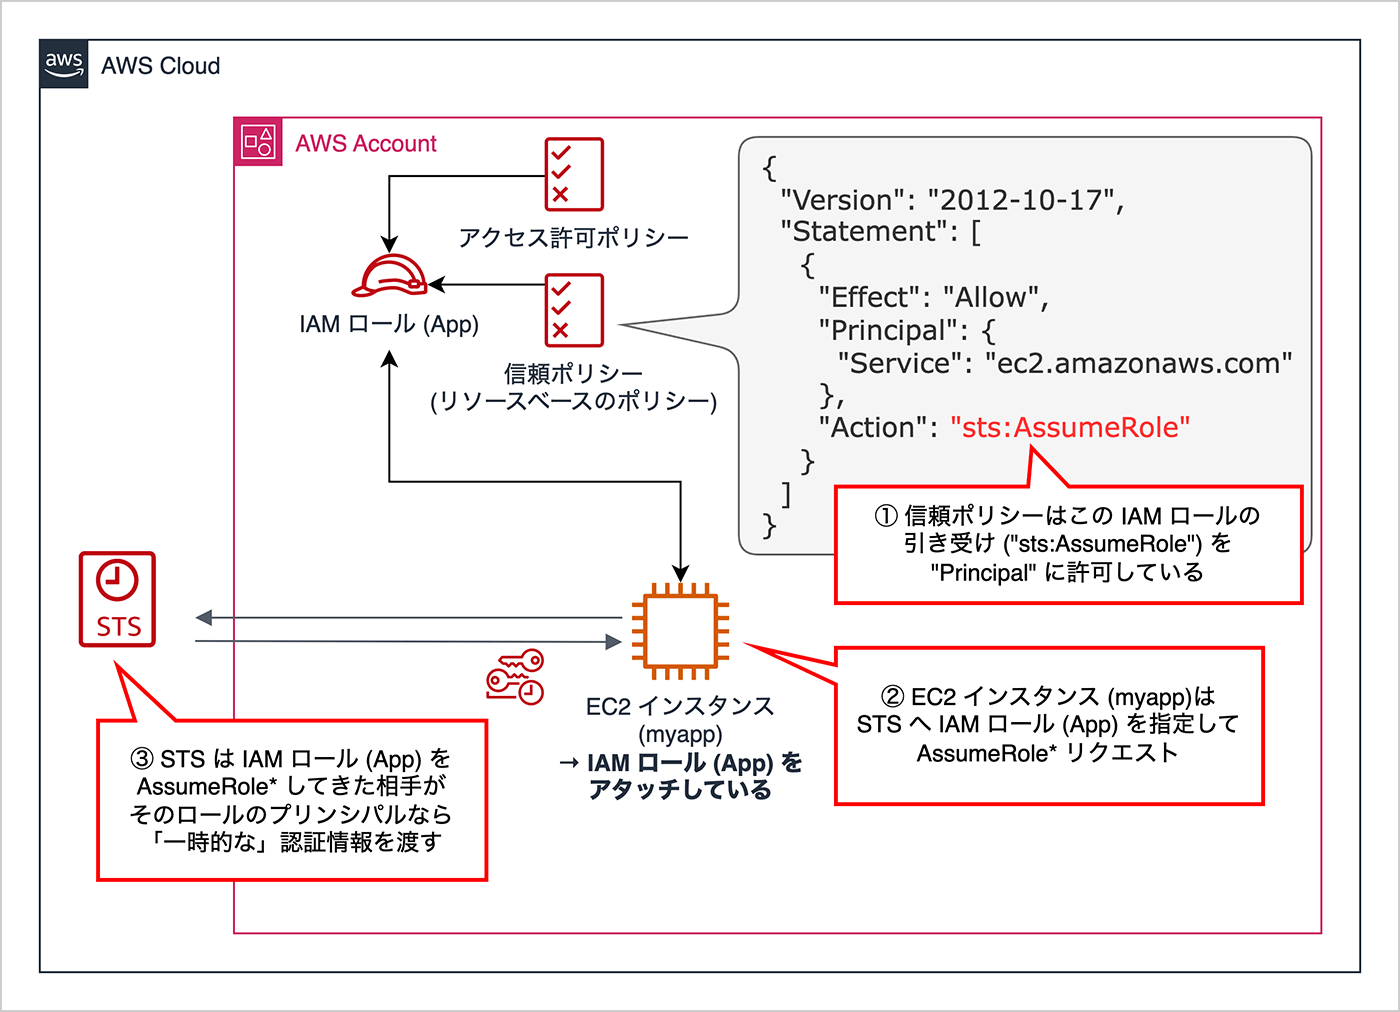 aws
AWS Cloud
AWS Account
アクセス許可ポリシー
IAM ロール (App)
信頼ポリシー
(リソースベースのポリシー)
{
"Version": "2012-10-17",
"Statement": [
{
"Effect": "Allow",
"Principal": {
"Service": "ec2.amazonaws.com"
},
"Action": "sts:AssumeRole"
}
]
}
① 信頼ポリシーはこの IAM ロールの
引き受け ("sts:AssumeRole") を
"Principal" に許可している
STS
EC2 インスタンス
(myapp)
→ IAM ロール (App) を
アタッチしている
② EC2 インスタンス (myapp)は
STS へ IAM ロール (App) を指定して
AssumeRole* リクエスト
③ STS は IAM ロール (App) を
AssumeRole* してきた相手が
そのロールのプリンシパルなら
「一時的な」認証情報を渡す